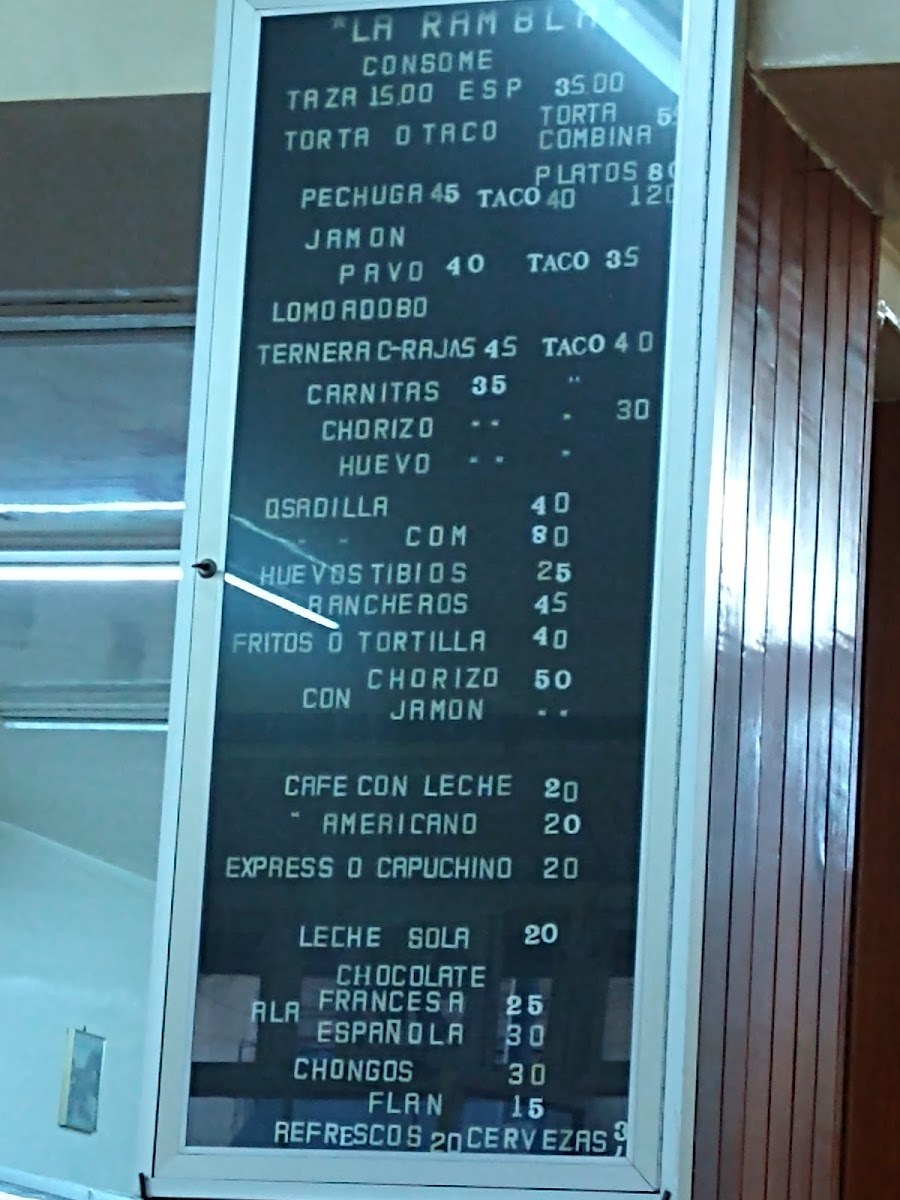 "LA RAMBLA
CONSOME
TAZA 15.00 ESP 35.00
TORTA O TACO TORTA COMBINA
PLATOS
PECHUGA 45 TACO 40 120
JAMON
PAVO 40 TACO 35
LOMO ADOBO
TERNERA C-RAJAS 45 TACO 40
CARNITAS 35 "
CHORIZO " " 30
HUEVO " "
QSADILLA 40
" " COM 80
HUEVOS TIBIOS 25
RANCHEROS 45
FRITOS O TORTILLA 40
CON CHORIZO 50
JAMON "
CAFE CON LECHE 20
" AMERICANO 20
EXPRESS O CAPUCHINO 20
LECHE SOLA 20
CHOCOLATE
ALA FRANCESA 25
ESPAÑOLA 30
CHONGOS 30
FLAN 15
REFRESCOS 20 CERVEZAS